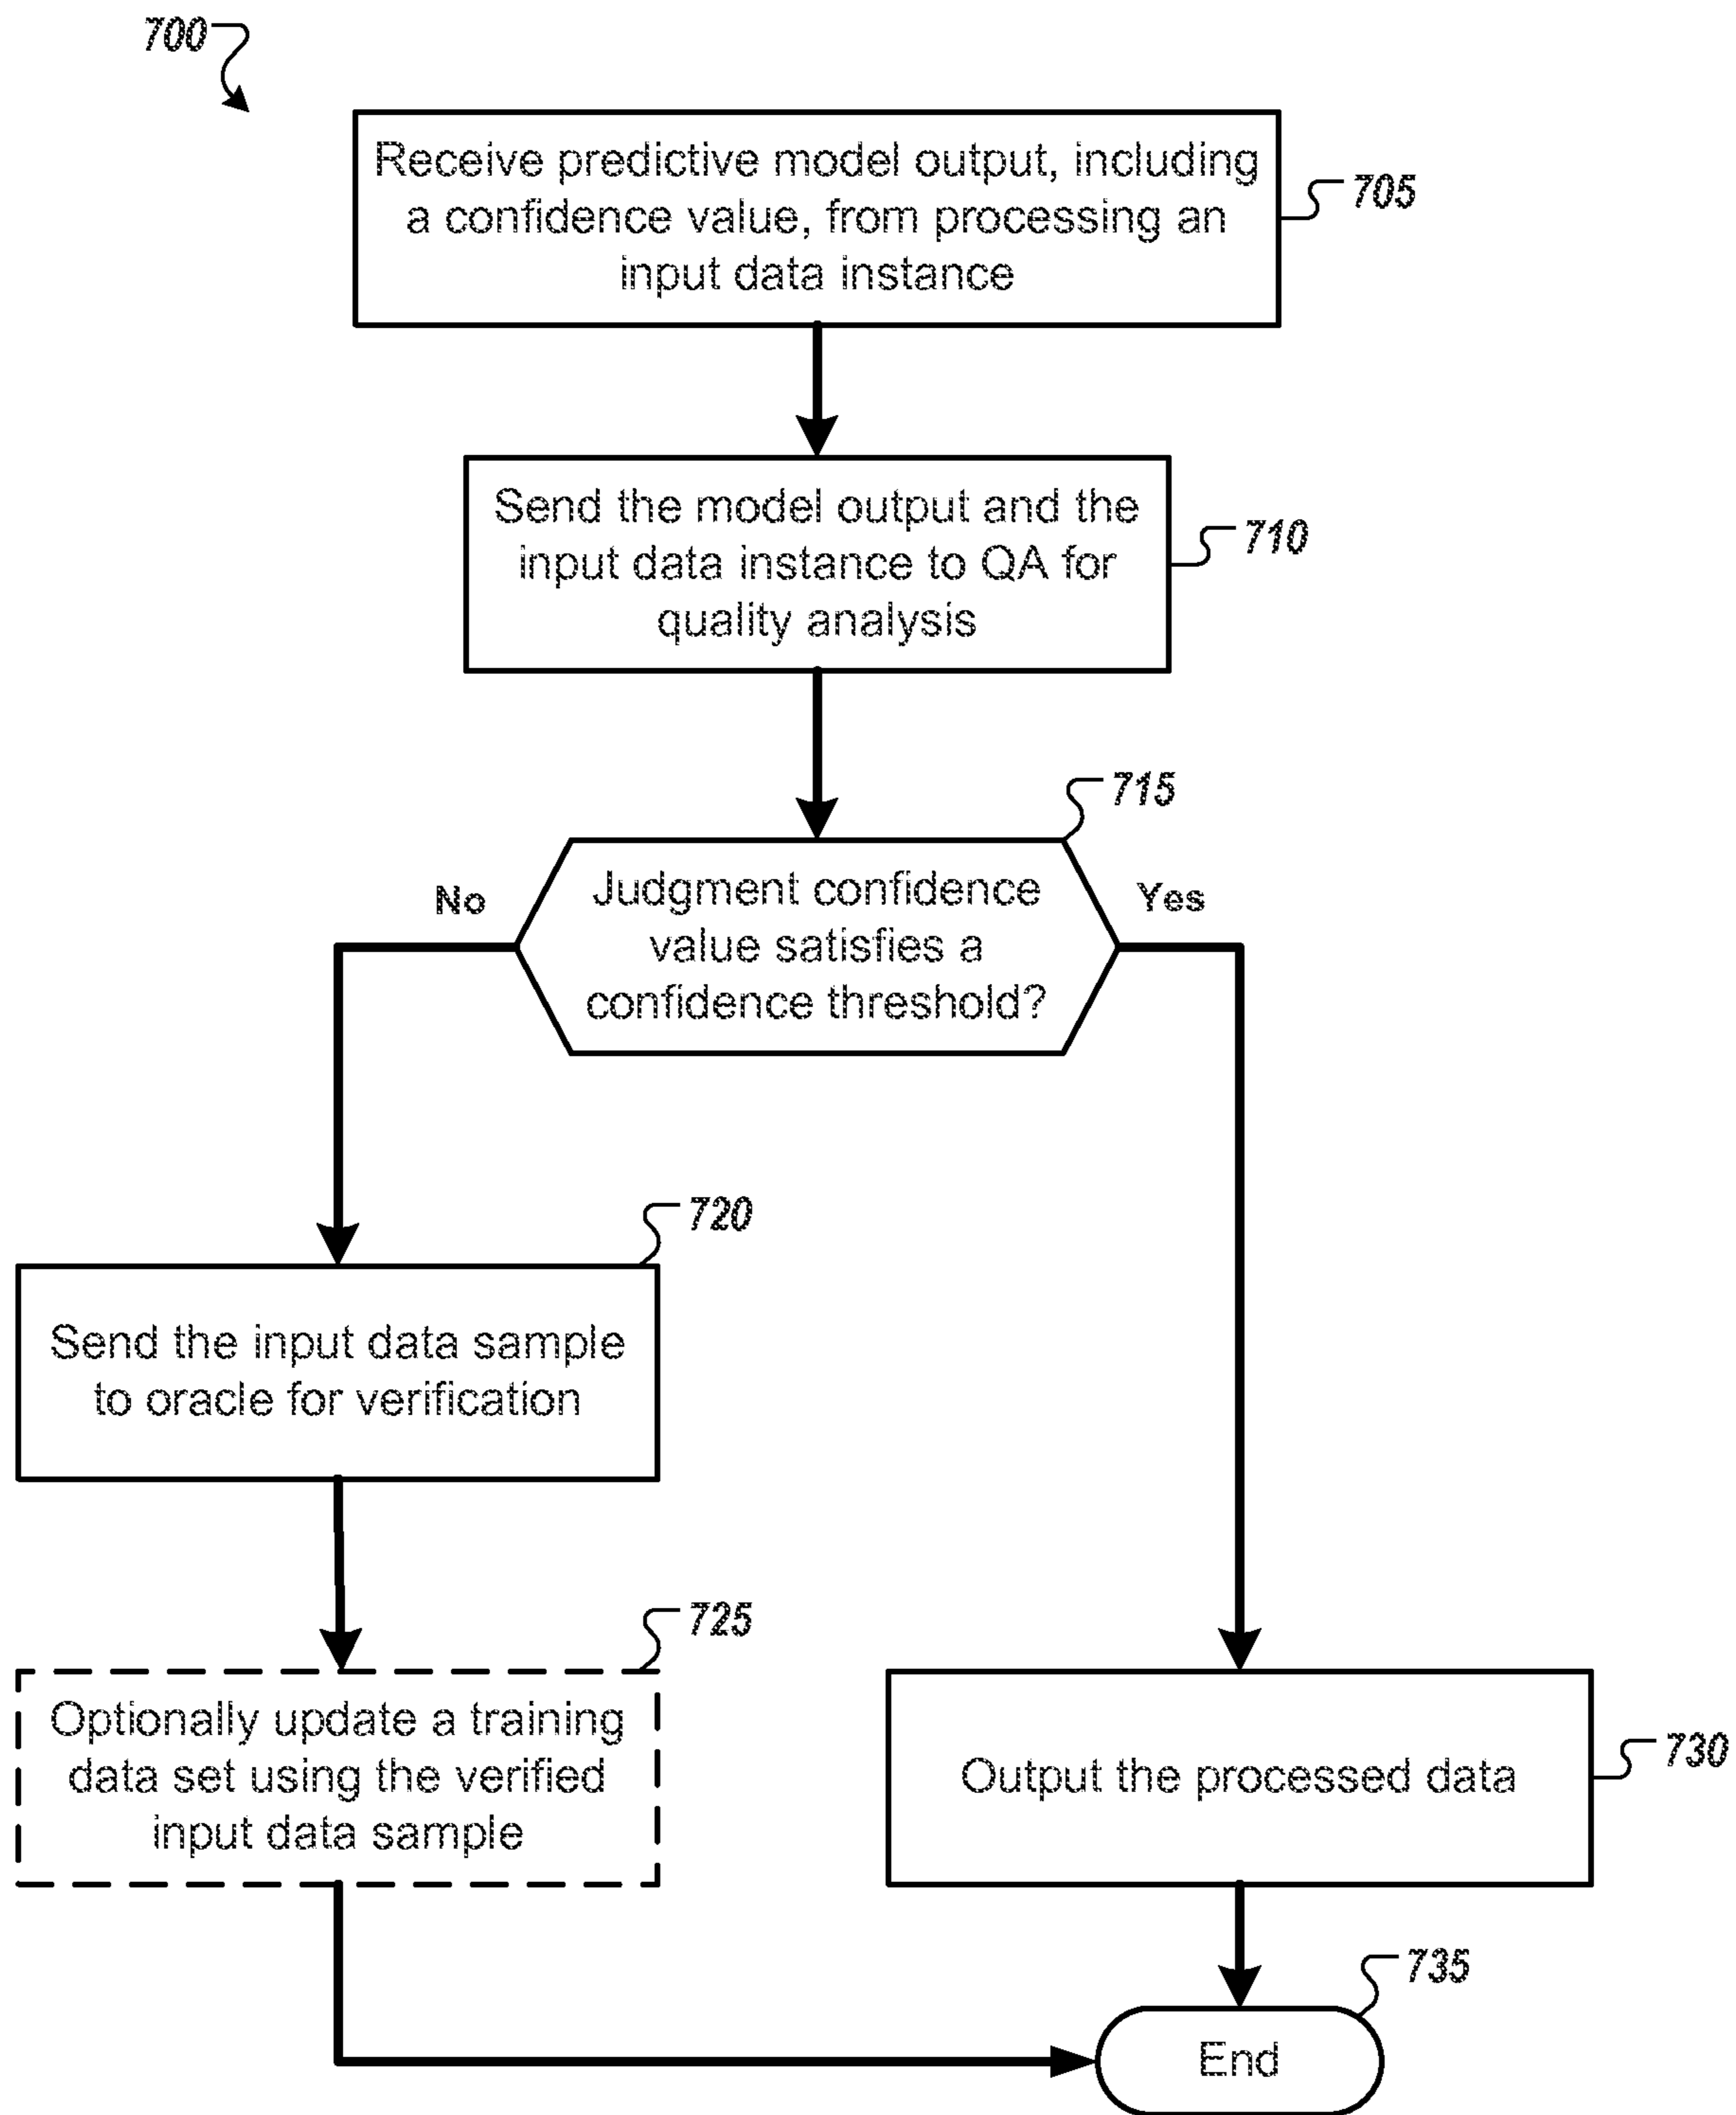 700
Receive predictive model output, including
a confidence value, from processing an
input data instance
705
Send the model output and the
input data instance to QA for
quality analysis
710
715
Judgment confidence
value satisfies a
confidence threshold?
No
Yes
720
Send the input data sample
to oracle for verification
725
Optionally update a training
data set using the verified
input data sample
Output the processed data
730
735
End